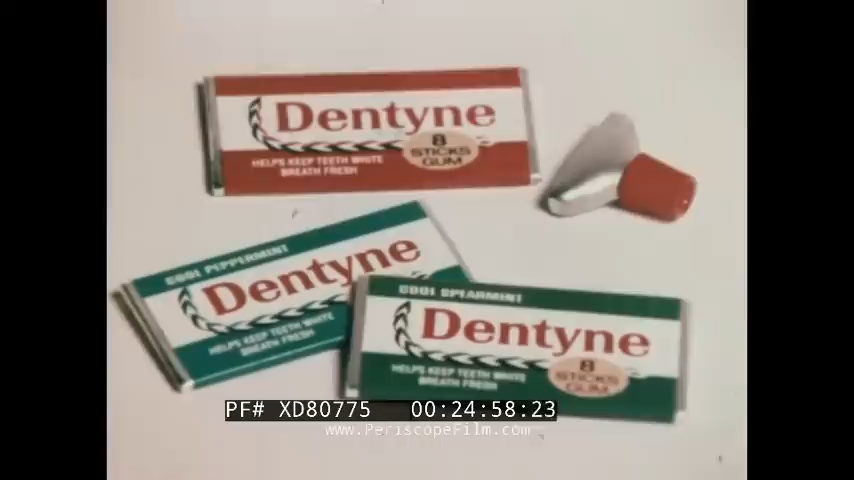 Dentyne
8
STICKS
GUM
HELPS KEEP TEETH WHITE
BREATH FRESH
COOL PEPPERMINT
Dentyne
HELPS KEEP TEETH WHITE
BREATH FRESH
COOL SPEARMINT
Dentyne
8
STICKS
GUM
HELPS KEEP TEETH WHITE
BREATH FRESH
PF# XD80775 00:24:58:23
www.PeriscopeFilm.com